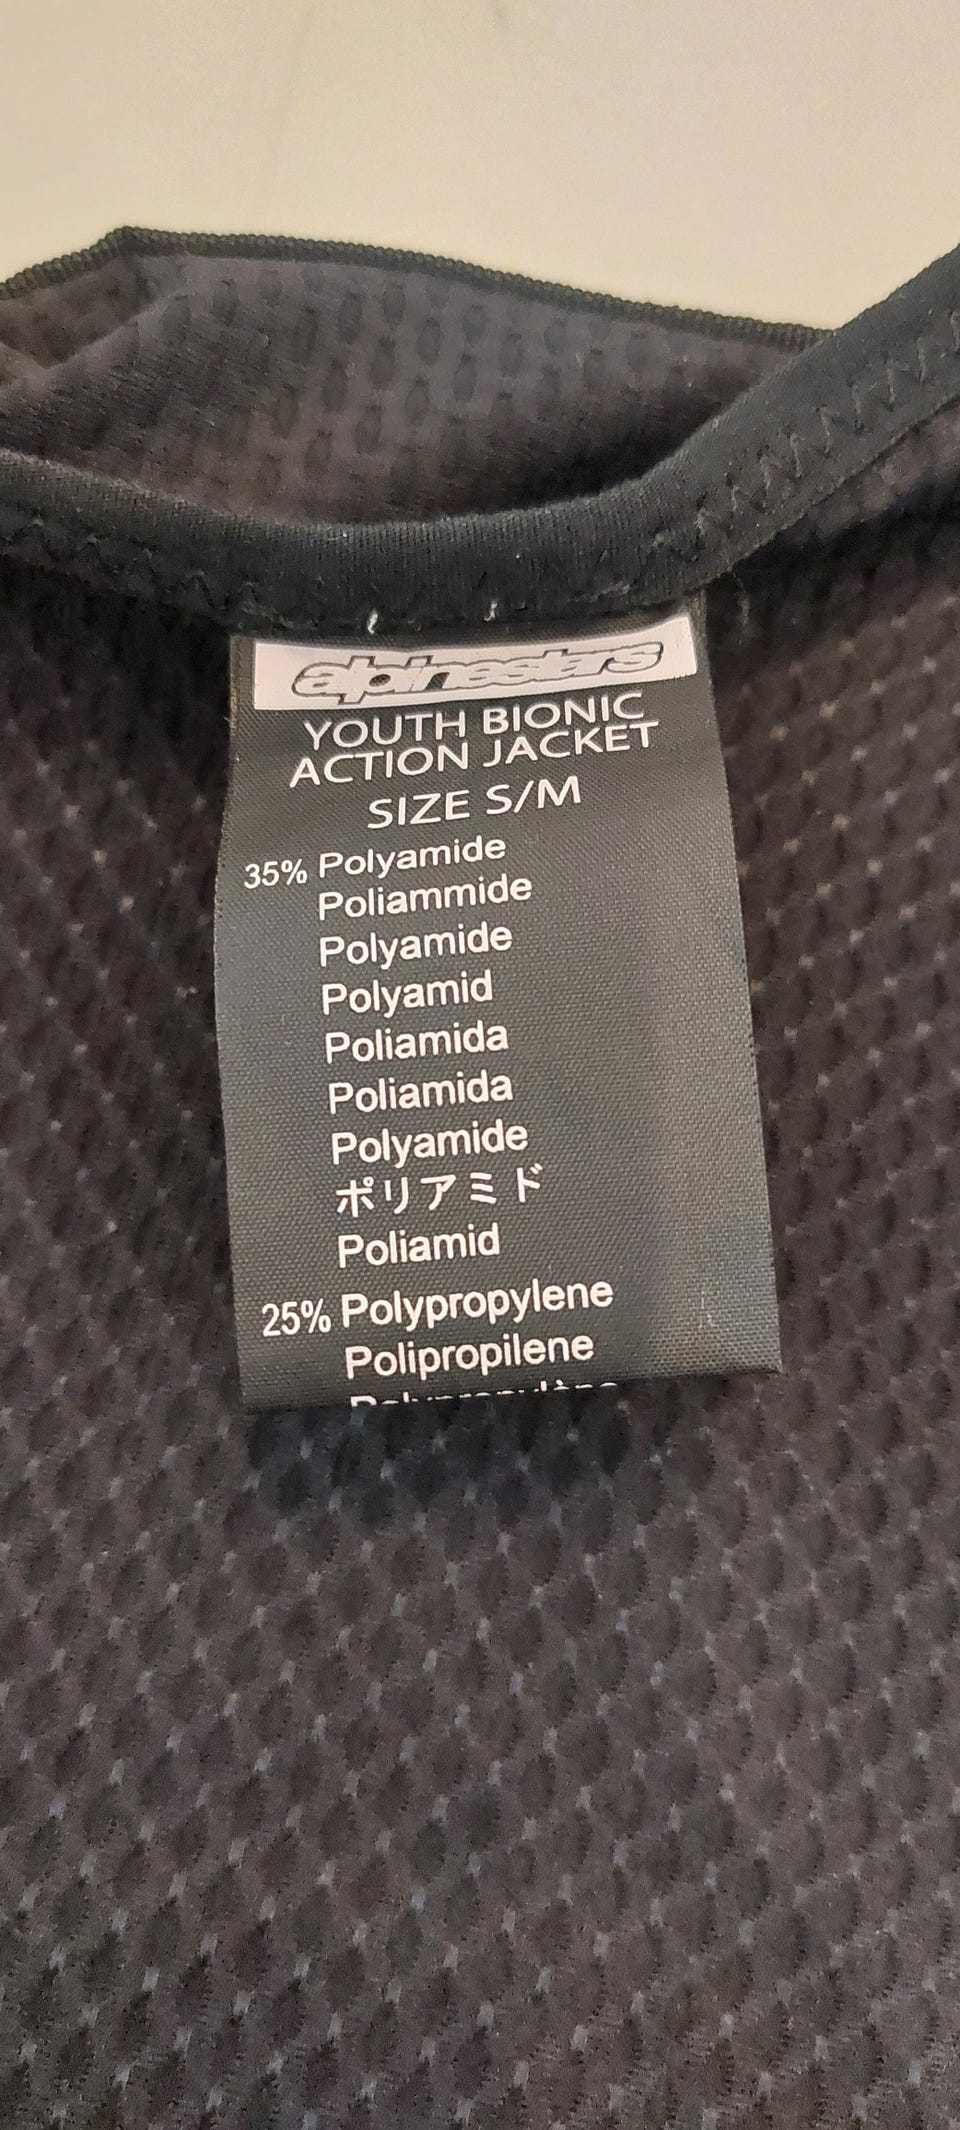 alpinestars
YOUTH BIONIC
ACTION JACKET
SIZE S/M
35% Polyamide
Poliammide
Polyamide
Polyamid
Poliamida
Poliamida
Polyamide
ポリアミド
Poliamid
25% Polypropylene
Polipropilene